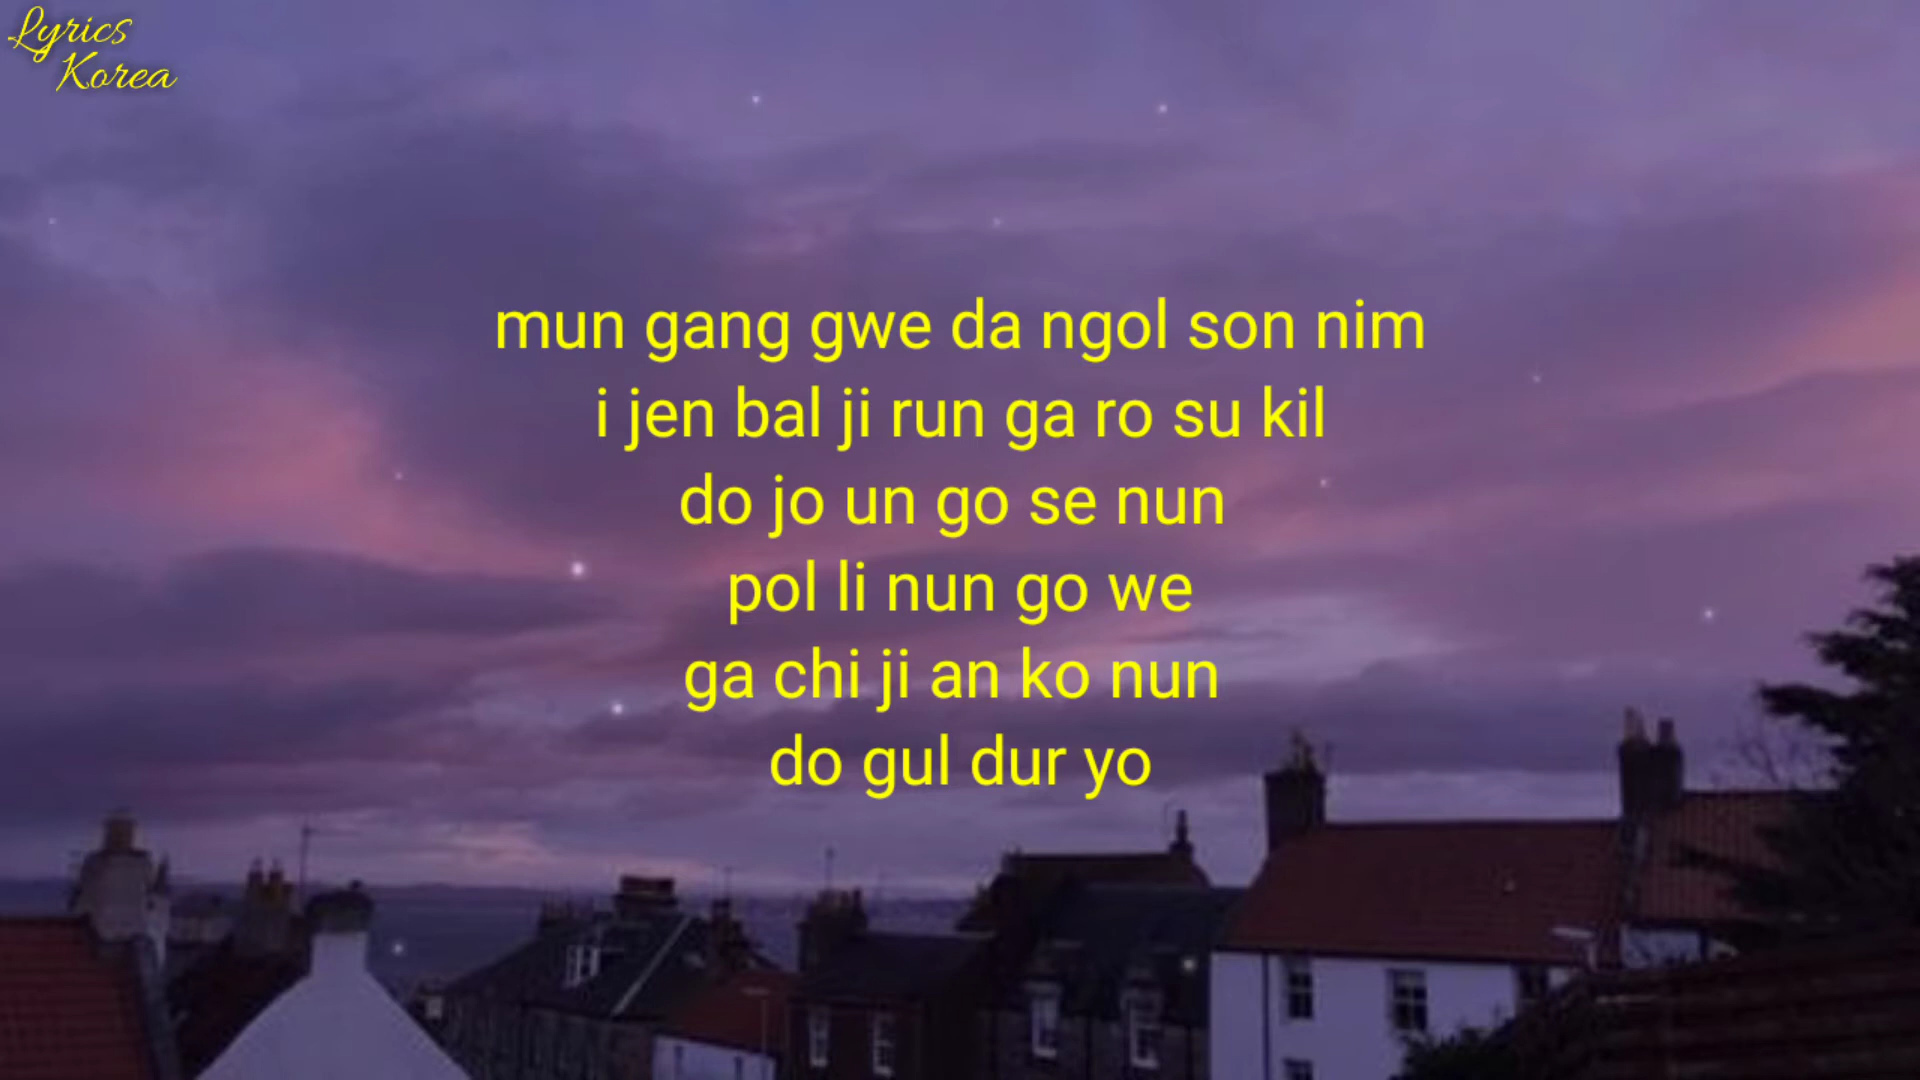 Lyrics
Korea
mun gang gwe da ngol son nim
i jen bal ji run ga ro su kil
do jo un go se nun
pol li nun go we
ga chi ji an ko nun
do gul dur yo